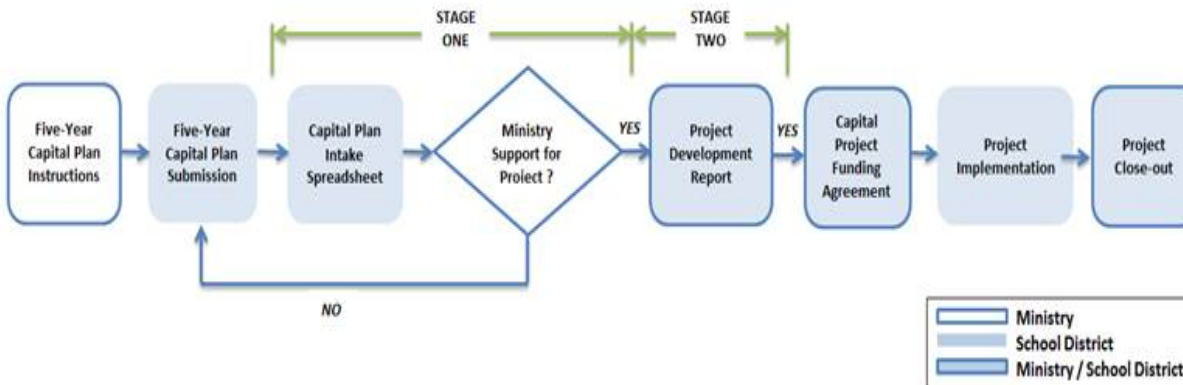 STAGE
ONE
STAGE
TWO
Five-Year
Capital Plan
Instructions
Five-Year
Capital Plan
Submission
Capital Plan
Intake
Spreadsheet
Ministry
Support for
Project ?
YES
Project
Development
Report
YES
Capital
Project
Funding
Agreement
Project
Implementation
Project
Close-out
NO
Ministry
School District
Ministry / School District